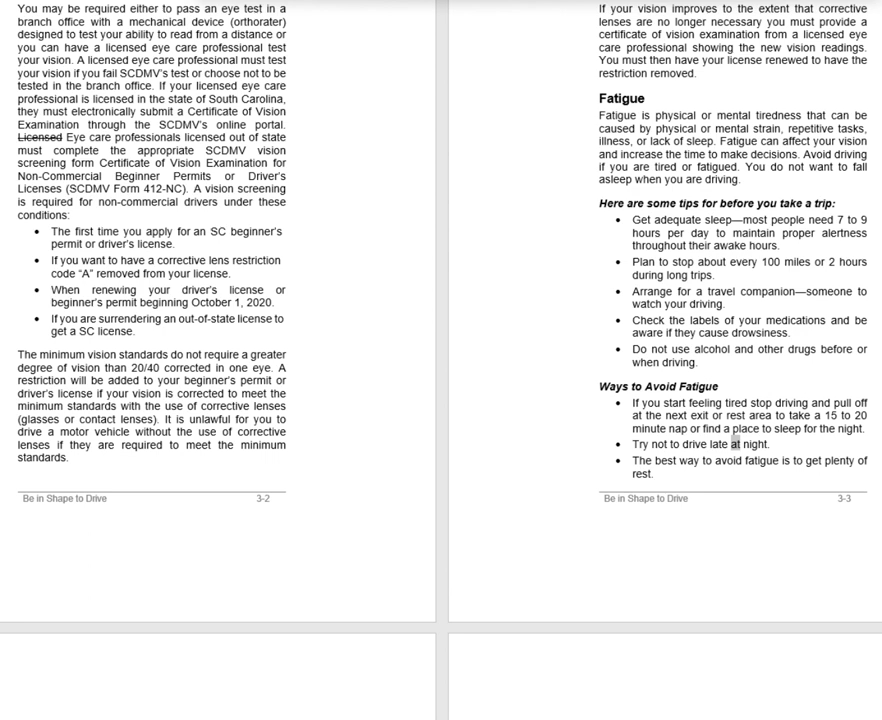 You may be required either to pass an eye test in a
branch office with a mechanical device (orthorater)
designed to test your ability to read from a distance or
you can have a licensed eye care professional test
your vision. A licensed eye care professional must test
your vision if you fail SCDMV's test or choose not to be
tested in the branch office. If your licensed eye care
professional is licensed in the state of South Carolina,
they must electronically submit a Certificate of Vision
Examination through the SCDMV's online portal.
Licensed Eye care professionals licensed out of state
must complete the appropriate SCDMV vision
screening form Certificate of Vision Examination for
Non-Commercial Beginner Permits or Driver's
Licenses (SCDMV Form 412-NC). A vision screening
is required for non-commercial drivers under these
conditions:
• The first time you apply for an SC beginner's
permit or driver's license.
• If you want to have a corrective lens restriction
code “A” removed from your license.
• When renewing your driver's license or
beginner's permit beginning October 1, 2020.
• If you are surrendering an out-of-state license to
get a SC license.
The minimum vision standards do not require a greater
degree of vision than 20/40 corrected in one eye. A
restriction will be added to your beginner's permit or
driver's license if your vision is corrected to meet the
minimum standards with the use of corrective lenses
(glasses or contact lenses). It is unlawful for you to
drive a motor vehicle without the use of corrective
lenses if they are required to meet the minimum
standards.
Be in Shape to Drive 3-2
If your vision improves to the extent that corrective
lenses are no longer necessary you must provide a
certificate of vision examination from a licensed eye
care professional showing the new vision readings.
You must then have your license renewed to have the
restriction removed.
Fatigue
Fatigue is physical or mental tiredness that can be
caused by physical or mental strain, repetitive tasks,
illness, or lack of sleep. Fatigue can affect your vision
and increase the time to make decisions. Avoid driving
if you are tired or fatigued. You do not want to fall
asleep when you are driving.
Here are some tips for before you take a trip:
• Get adequate sleep—most people need 7 to 9
hours per day to maintain proper alertness
throughout their awake hours.
• Plan to stop about every 100 miles or 2 hours
during long trips.
• Arrange for a travel companion—someone to
watch your driving.
• Check the labels of your medications and be
aware if they cause drowsiness.
• Do not use alcohol and other drugs before or
when driving.
Ways to Avoid Fatigue
• If you start feeling tired stop driving and pull off
at the next exit or rest area to take a 15 to 20
minute nap or find a place to sleep for the night.
• Try not to drive late at night.
• The best way to avoid fatigue is to get plenty of
rest.
Be in Shape to Drive 3-3